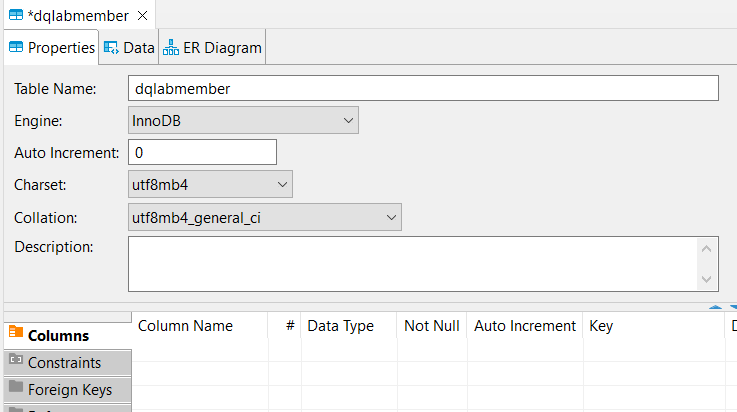 *dqlabmember
Properties Data ER Diagram
Table Name: dqlabmember
Engine: InnoDB
Auto Increment: 0
Charset: utf8mb4
Collation: utf8mb4_general_ci
Description:
Columns Column Name # Data Type Not Null Auto Increment Key
Constraints
Foreign Keys